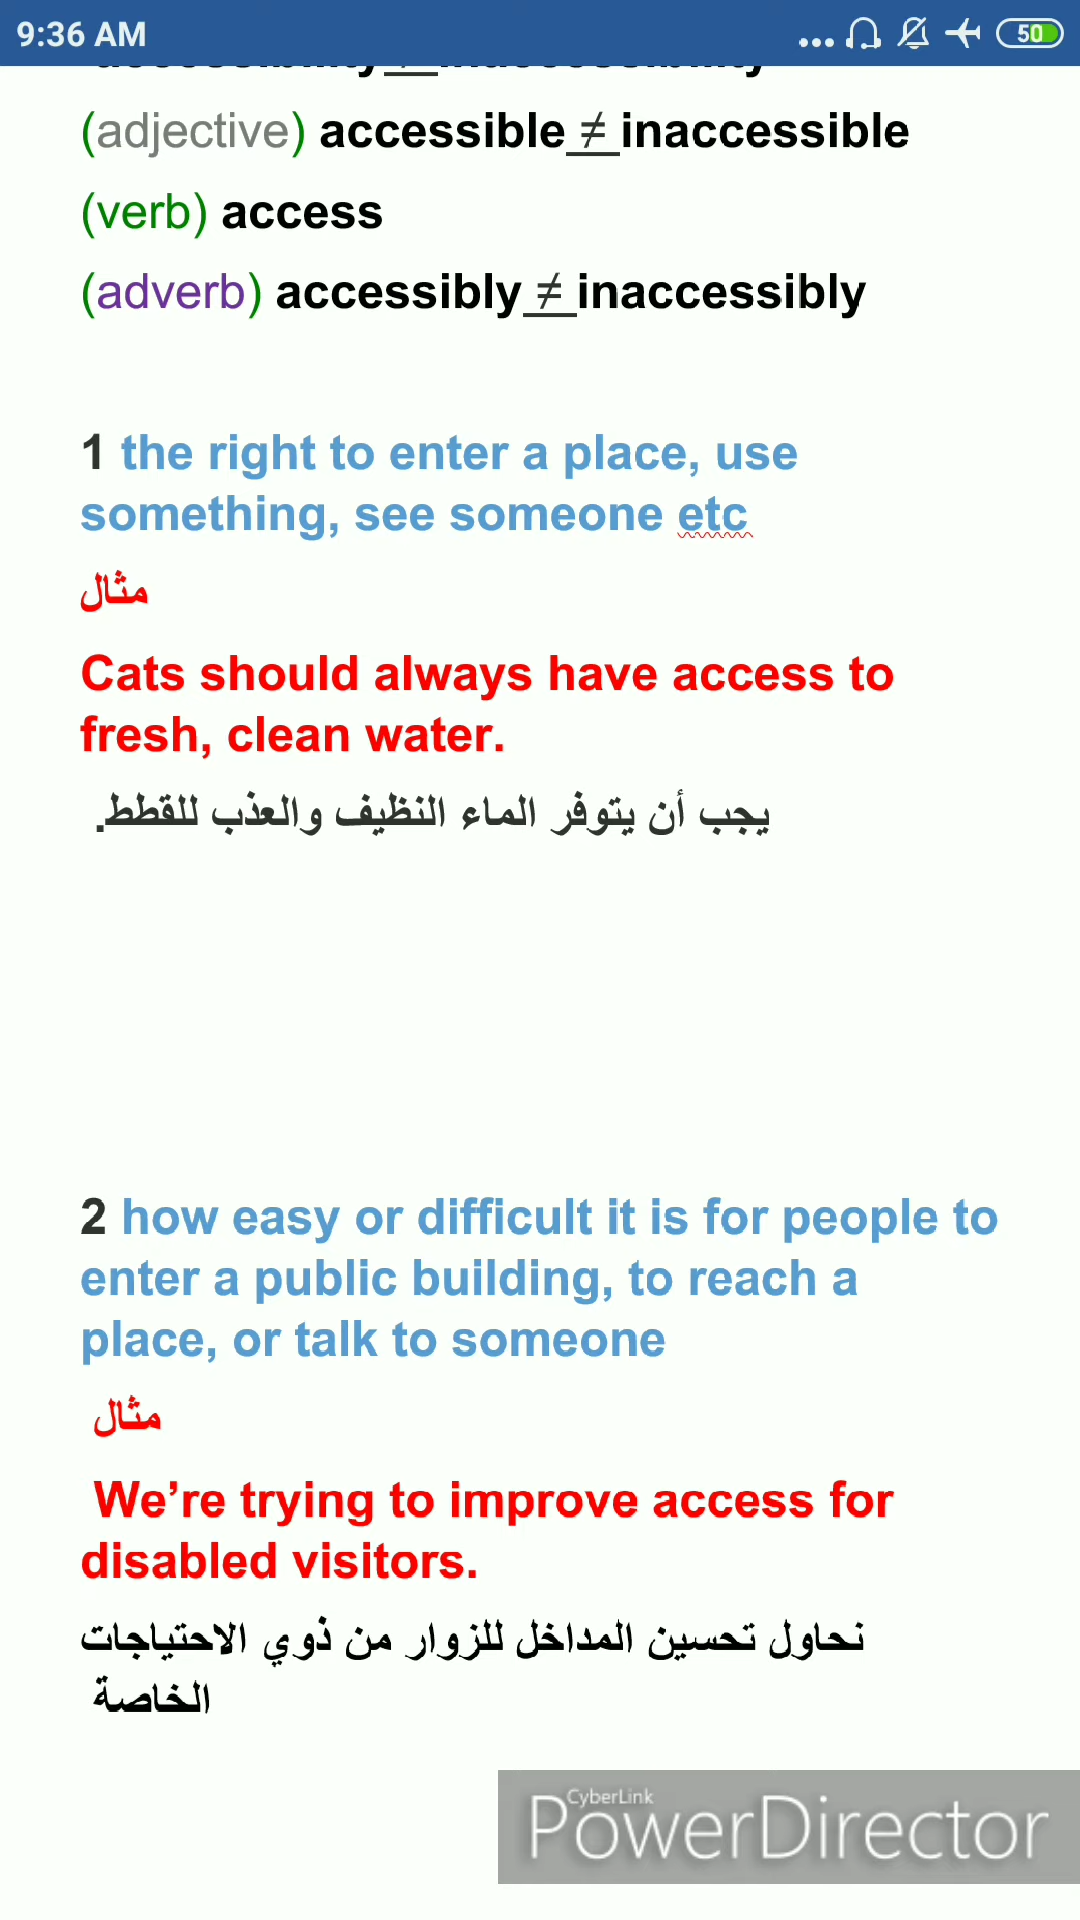 9:36 AM
... 50
(adjective) accessible ≠ inaccessible
(verb) access
(adverb) accessibly ≠ inaccessibly
1 the right to enter a place, use
something, see someone etc
مثال
Cats should always have access to
fresh, clean water.
يجب أن يتوفر الماء النظيف والعذب للقطط.
2 how easy or difficult it is for people to
enter a public building, to reach a
place, or talk to someone
مثال
We’re trying to improve access for
disabled visitors.
نحاول تحسين المداخل للزوار من ذوي الاحتياجات
الخاصة
CyberLink
PowerDirector